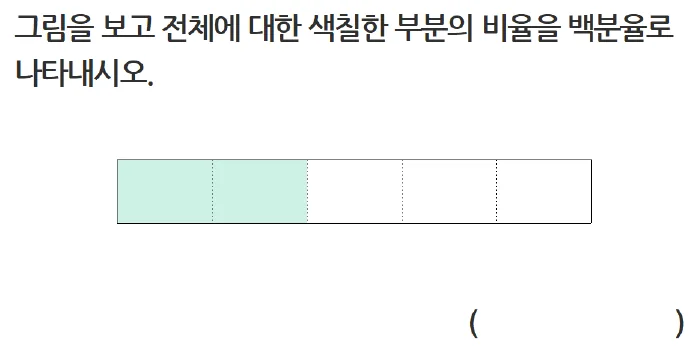 그림을 보고 전체에 대한 색칠한 부분의 비율을 백분율로
나타내시오.
(                    )